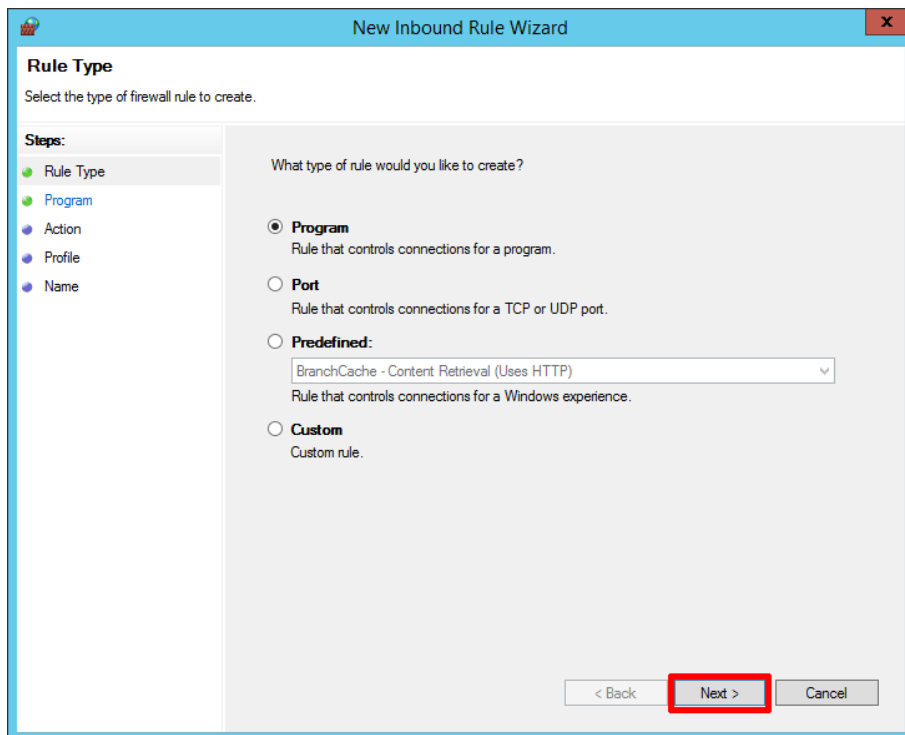 New Inbound Rule Wizard
x
Rule Type
Select the type of firewall rule to create.
Steps:
Rule Type
Program
Action
Profile
Name
What type of rule would you like to create?
Program
Rule that controls connections for a program.
Port
Rule that controls connections for a TCP or UDP port.
Predefined:
BranchCache - Content Retrieval (Uses HTTP)
Rule that controls connections for a Windows experience.
Custom
Custom rule.
< Back Next > Cancel